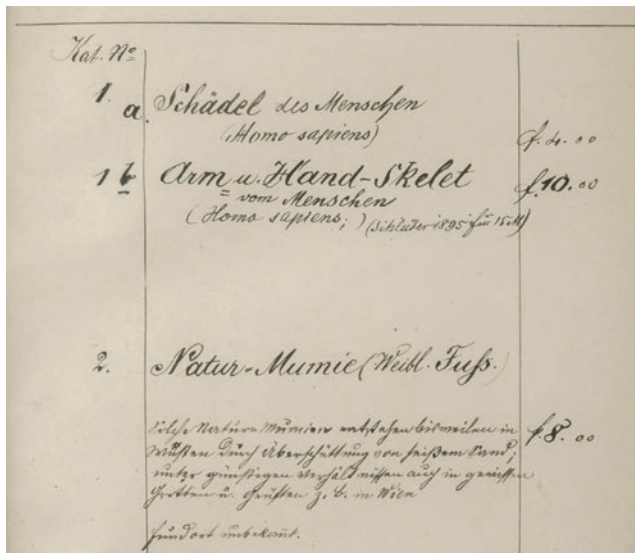 Kat. Nº
1. a. Schädel des Menschen
(Homo sapiens)
f. 4. 00
1 b Arm u. Hand-Skelet
f. 10. 00
vom Menschen
(Homo sapiens; ) (Schlüter 1895 für 15 M)
2. Natur-Mumie (Weibl. Fuss.)
Solche Natur-Mumien entstehen bisweilen in
f. 8. 00
Wüsten durch Überschüttung von heißem Sand;
unter günstigen Verhältnissen auch in gewissen
Grotten u. Grüften z. B. in Wien
Fundort unbekannt.